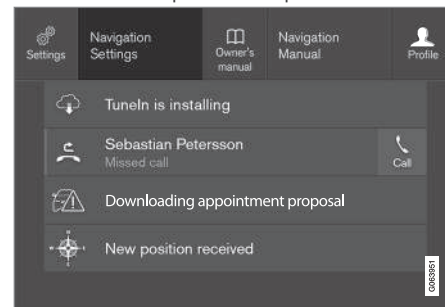 Settings
Navigation
Settings
Owner's
manual
Navigation
Manual
Profile
TuneIn is installing
Sebastian Petersson
Missed call
Call
Downloading appointment proposal
New position received
G063951